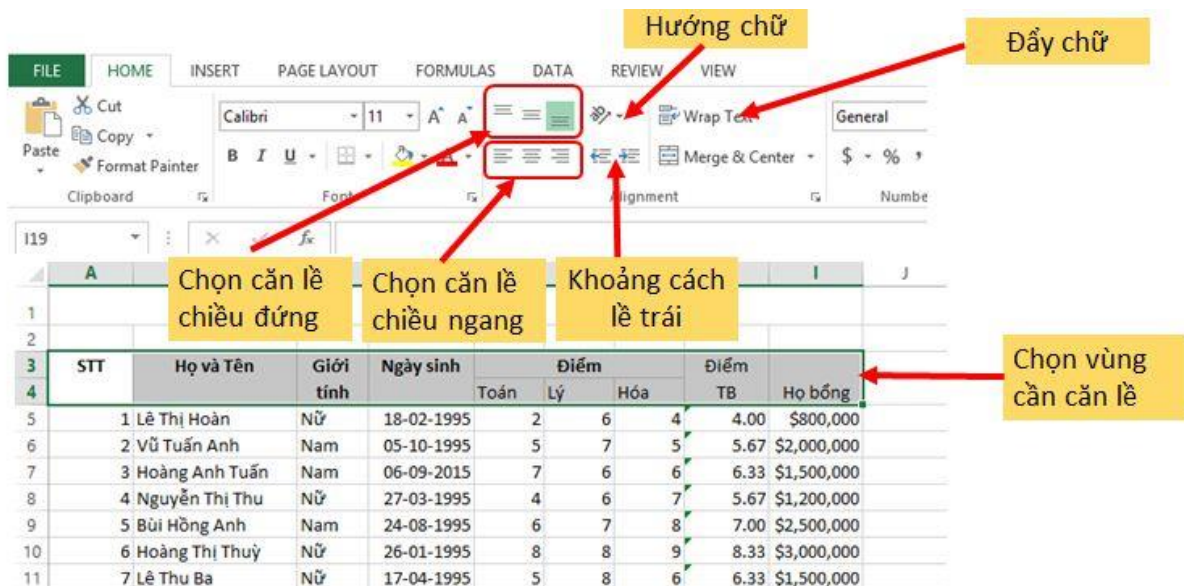 Hướng chữ
Đẩy chữ
FILE HOME INSERT PAGE LAYOUT FORMULAS DATA REVIEW VIEW
Cut
Copy
Format Painter
Paste
Clipboard
Calibri 11 A A
B I U A
Font
Wrap Text
Merge & Center
Alignment
General
$ % ,
Numbe
I19 fx
Chọn căn lề
chiều đứng
Chọn căn lề
chiều ngang
Khoảng cách
lề trái
Chọn vùng
cần căn lề
A I J
1
2
3 STT Họ và Tên Giới Ngày sinh Điểm Điểm
4 tính Toán Lý Hóa TB Họ bổng
5 1 Lê Thị Hoàn Nữ 18-02-1995 2 6 4 4.00 $800,000
6 2 Vũ Tuấn Anh Nam 05-10-1995 5 7 5 5.67 $2,000,000
7 3 Hoàng Anh Tuấn Nam 06-09-2015 7 6 6 6.33 $1,500,000
8 4 Nguyễn Thị Thu Nữ 27-03-1995 4 6 7 5.67 $1,200,000
9 5 Bùi Hồng Anh Nam 24-08-1995 6 7 8 7.00 $2,500,000
10 6 Hoàng Thị Thuỳ Nữ 26-01-1995 8 8 9 8.33 $3,000,000
11 7 Lê Thu Ba Nữ 17-04-1995 5 8 6 6.33 $1,500,000